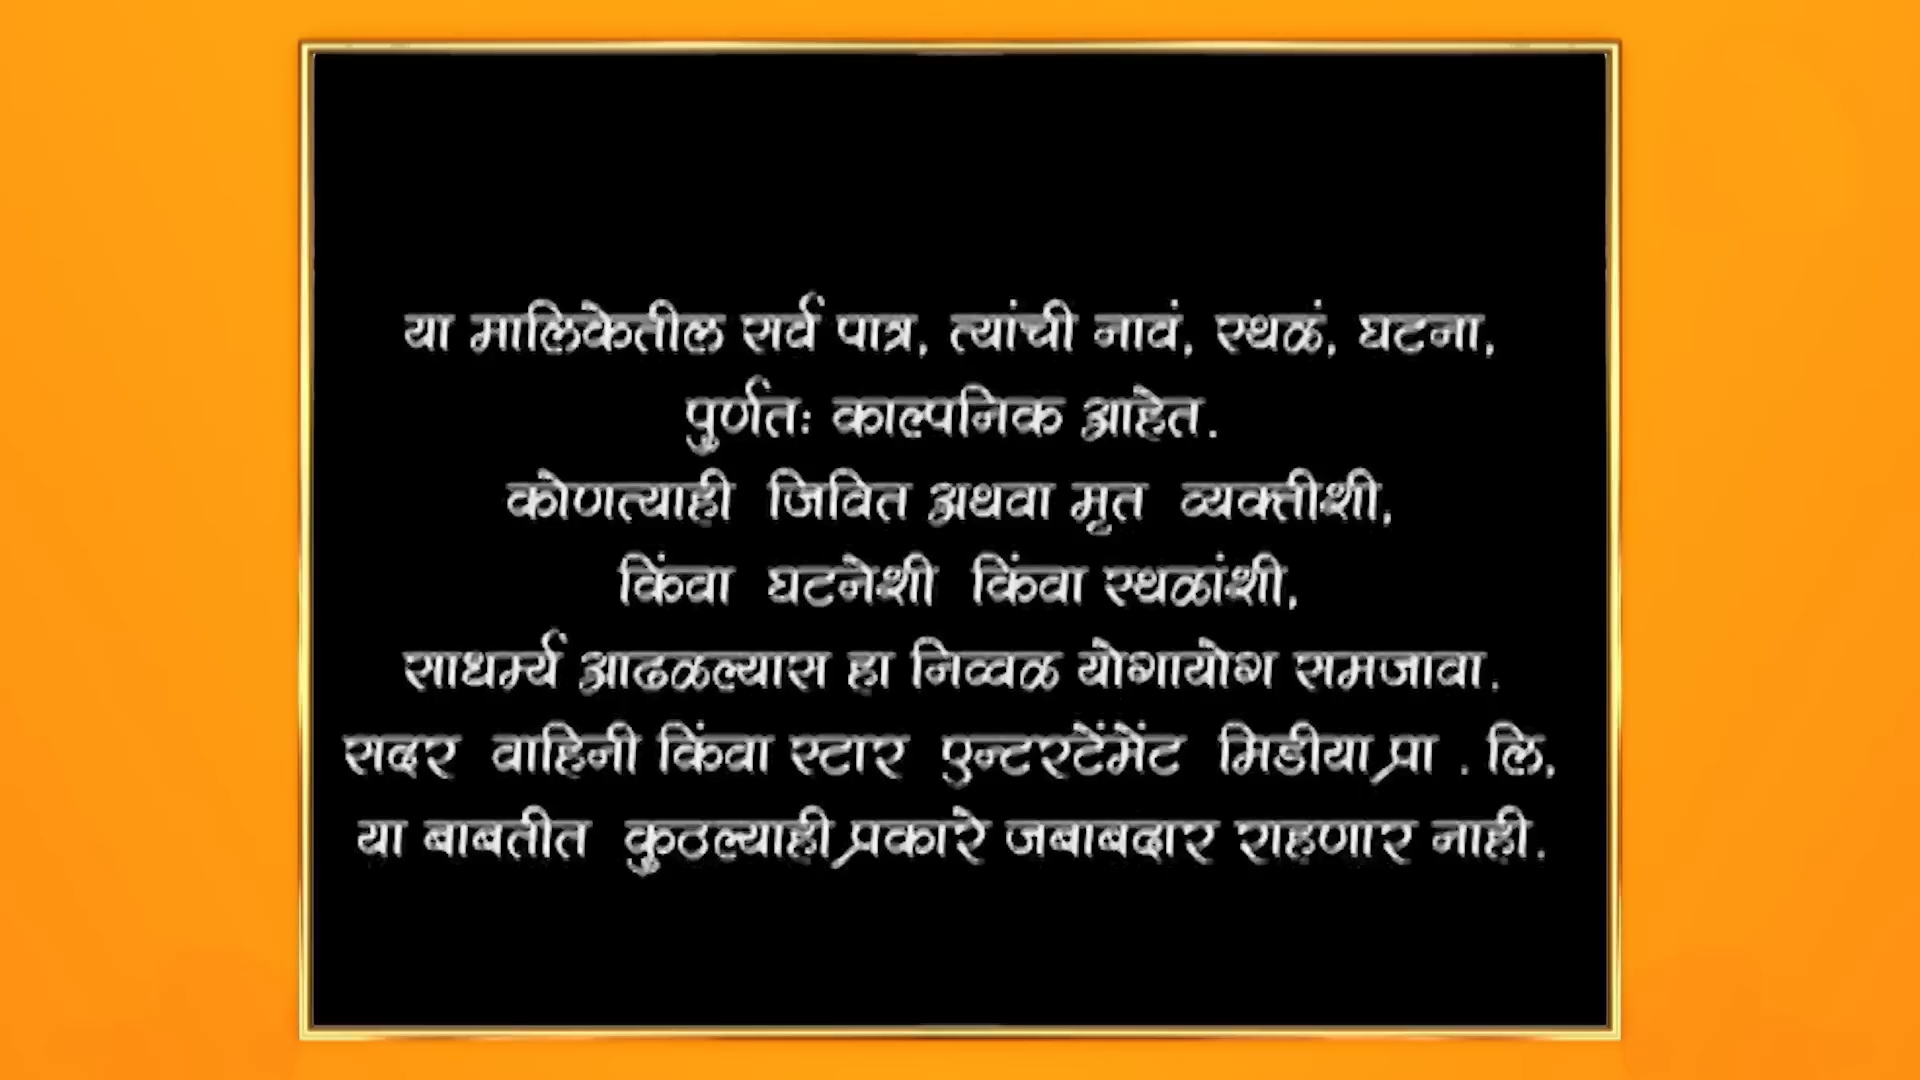 या मालिकेतील सर्व पात्र, त्यांची नावं, स्थळं, घटना,
पुर्णतः काल्पनिक आहेत.
कोणत्याही जिवित अथवा मृत व्यक्तीशी,
किंवा घटनेशी किंवा स्थळांशी,
साधर्म्य आढळल्यास हा निव्वळ योगायोग समजावा.
सदर वाहिनी किंवा स्टार एन्टरटेंमेंट मिडीया प्रा . लि,
या बाबतीत कुठल्याही प्रकारे जबाबदार राहणार नाही.